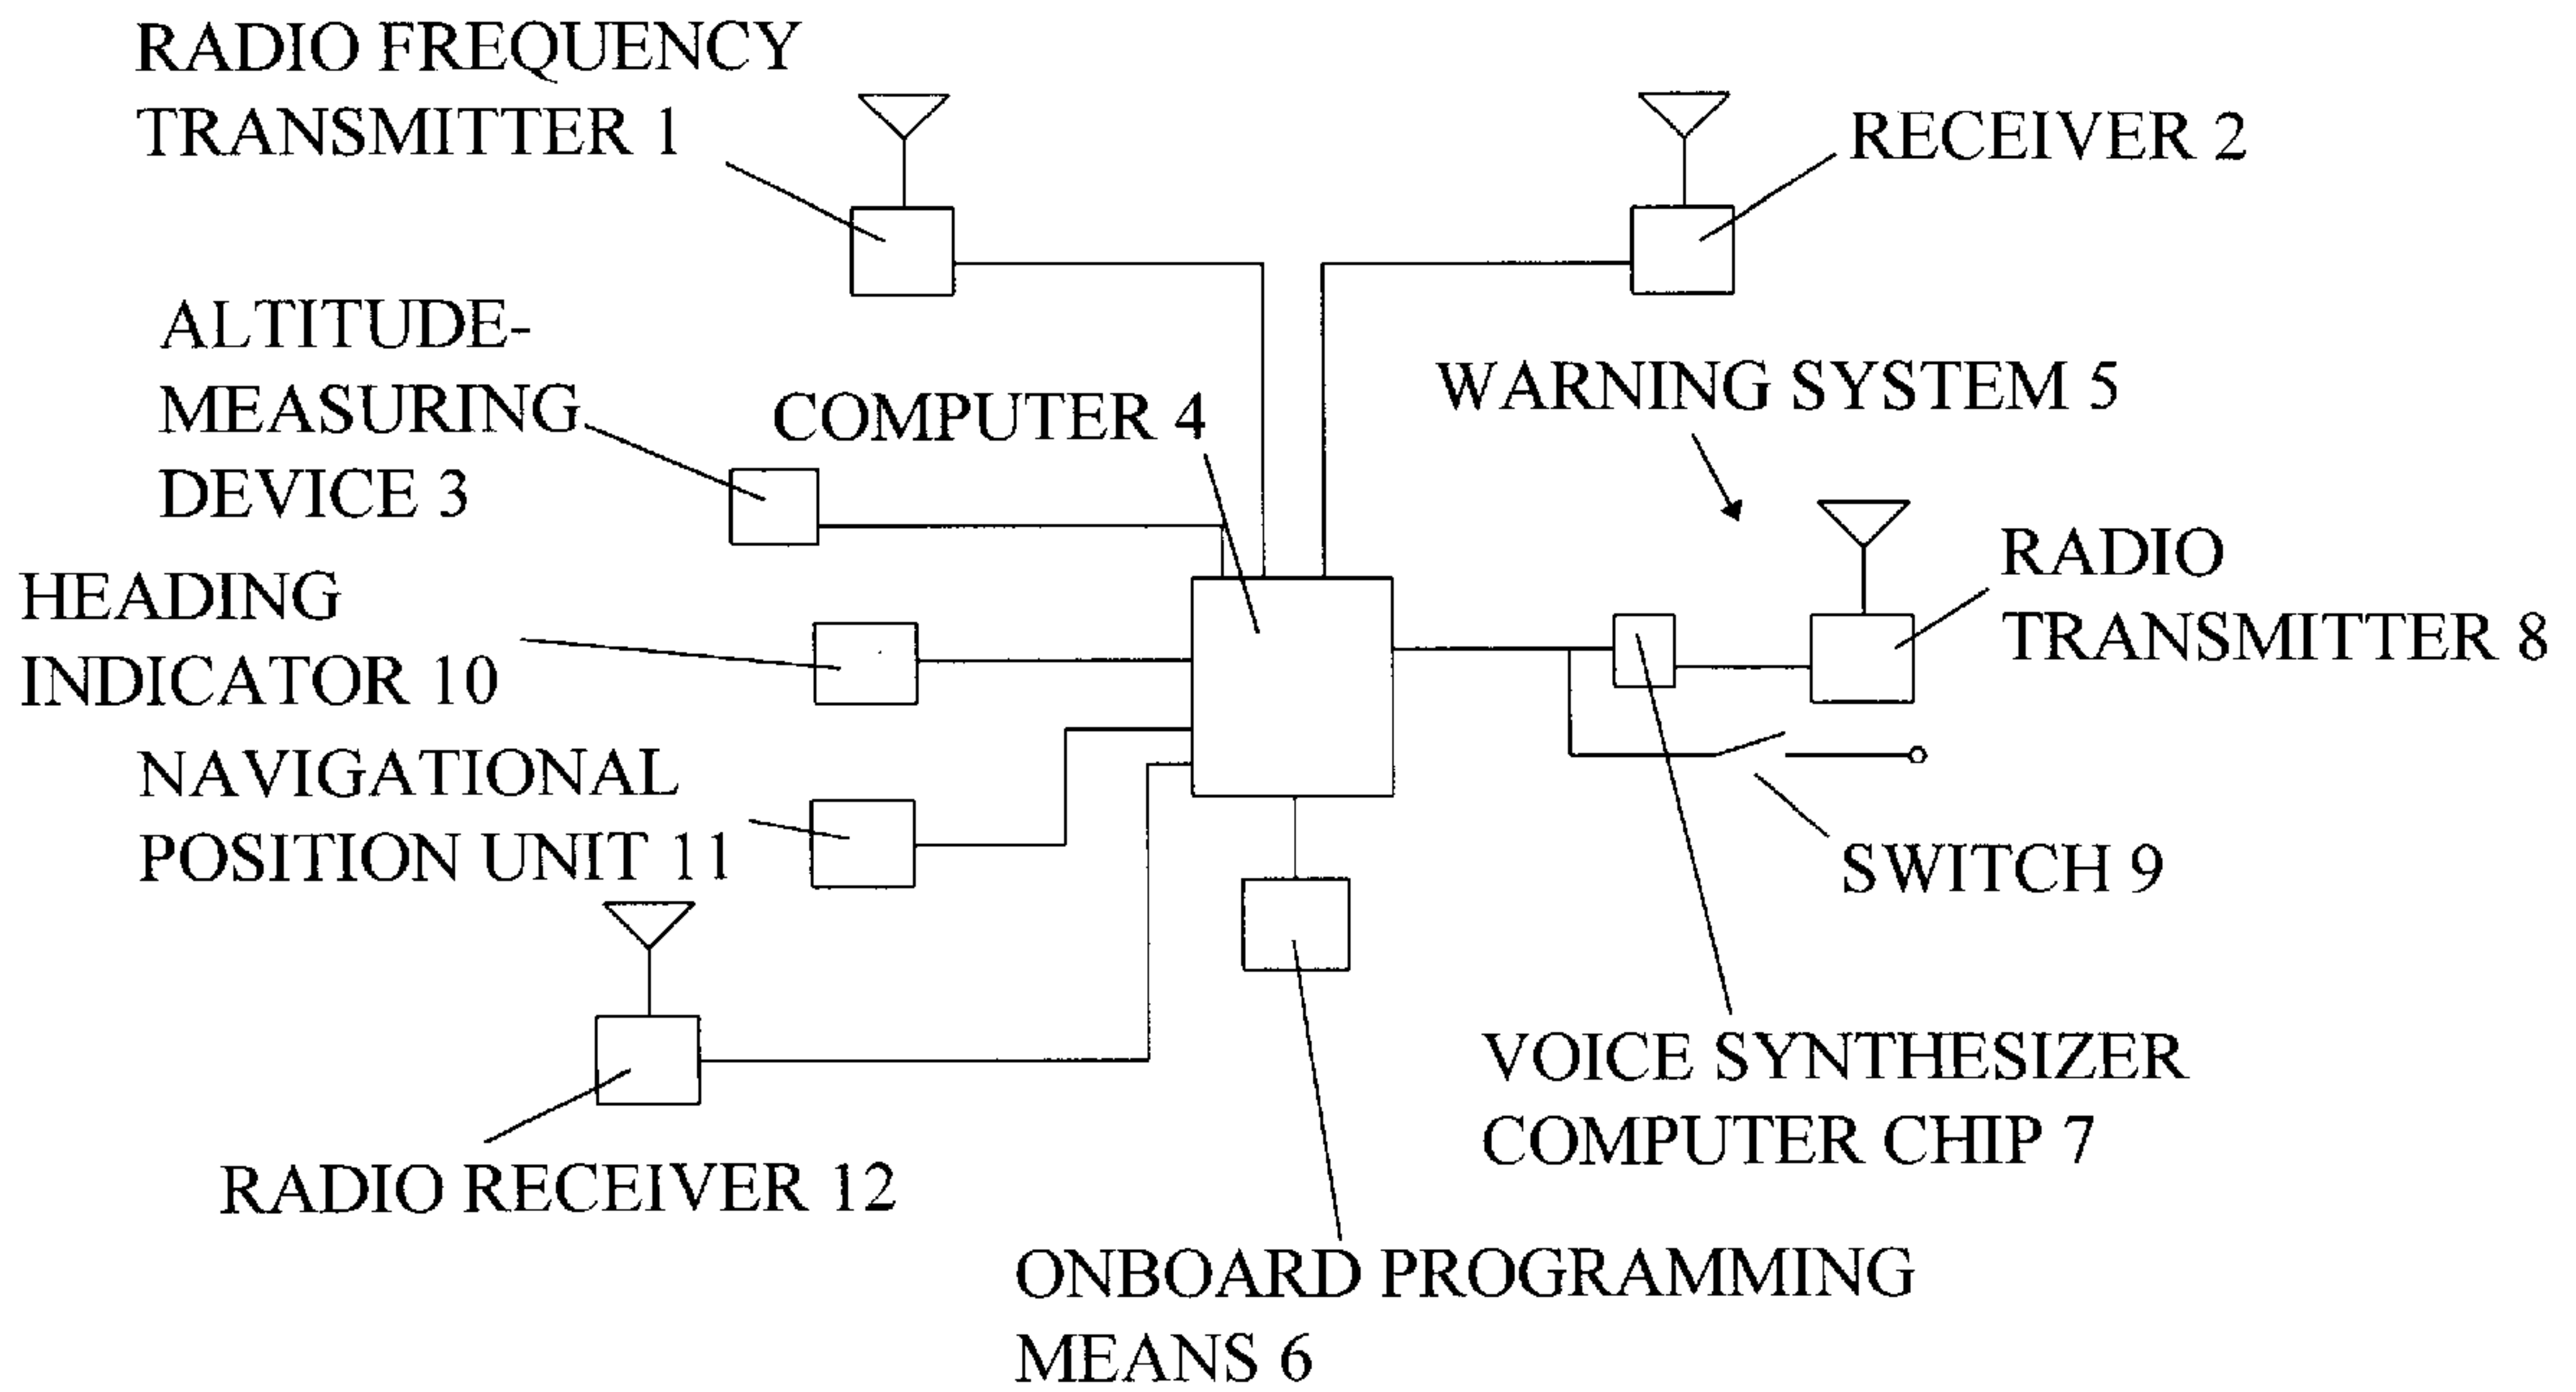 RADIO FREQUENCY
TRANSMITTER 1
RECEIVER 2
ALTITUDE-
MEASURING
DEVICE 3
COMPUTER 4
WARNING SYSTEM 5
RADIO
TRANSMITTER 8
HEADING
INDICATOR 10
NAVIGATIONAL
POSITION UNIT 11
SWITCH 9
VOICE SYNTHESIZER
COMPUTER CHIP 7
RADIO RECEIVER 12
ONBOARD PROGRAMMING
MEANS 6